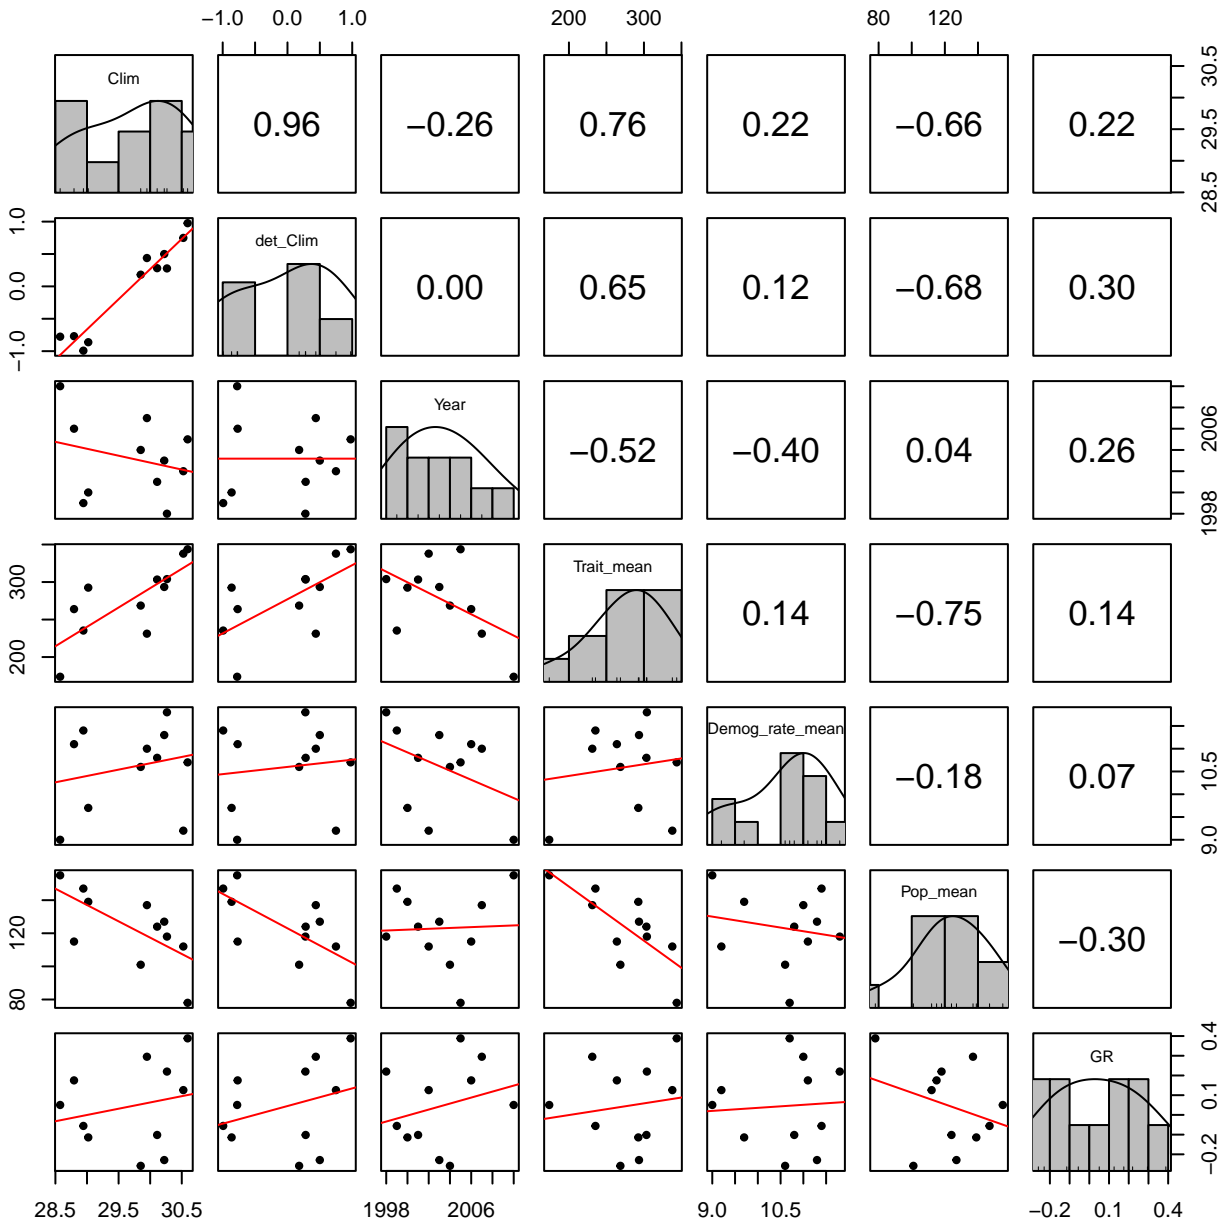 −1.0 0.0 1.0 200 300 80 120
Clim 0.96 −0.26 0.76 0.22 −0.66 0.22 28.5 29.5 30.5
−1.0 0.0 1.0 det_Clim 0.00 0.65 0.12 −0.68 0.30
Year −0.52 −0.40 0.04 0.26 1998 2006
200 300 Trait_mean 0.14 −0.75 0.14
Demog_rate_mean −0.18 0.07 9.0 10.5
80 120 Pop_mean −0.30
GR −0.2 0.1 0.4
28.5 29.5 30.5 1998 2006 9.0 10.5 −0.2 0.1 0.4